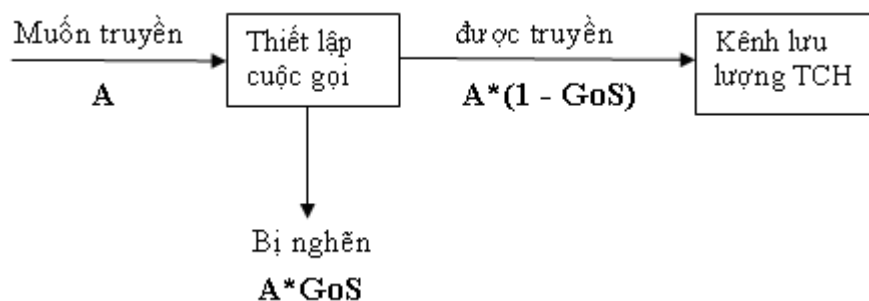 Muốn truyền
A
Thiết lập
cuộc gọi
được truyền
A*(1 - GoS)
Kênh lưu
lượng TCH
Bị nghẽn
A*GoS